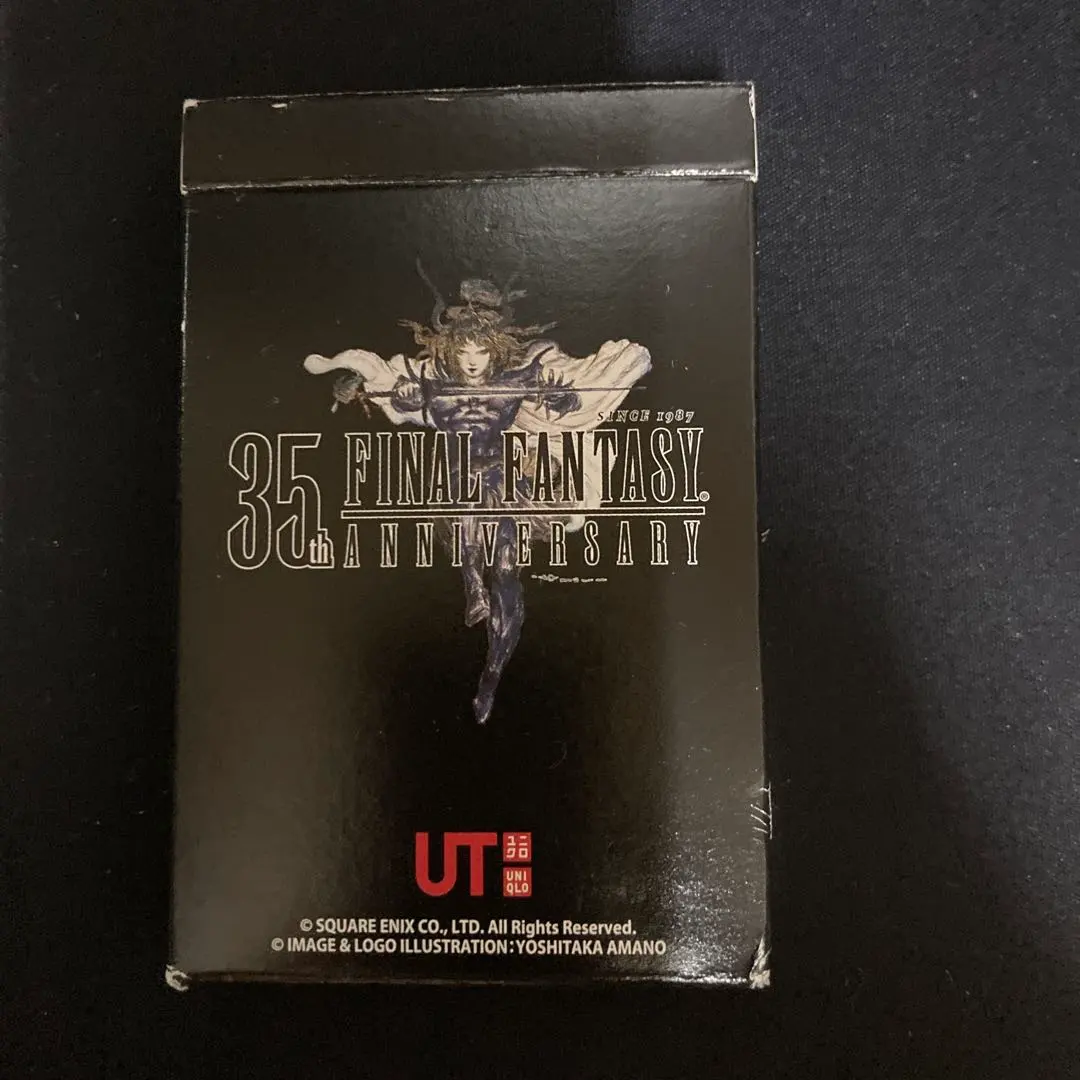 SINCE 1987
35th FINAL FANTASY®
ANNIVERSARY
UT
ユニ
クロ
UNI
QLO
© SQUARE ENIX CO., LTD. All Rights Reserved.
© IMAGE & LOGO ILLUSTRATION:YOSHITAKA AMANO